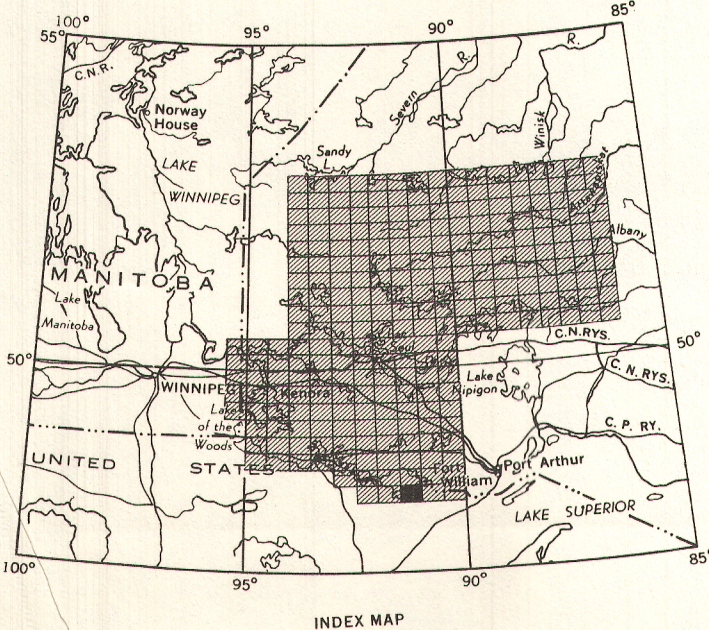 100°
95°
90°
85°
55°
C.N.R.
R.
R.
Norway
House
Severn
Winisk
Sandy
L.
LAKE
WINNIPEG
Attawapiskat
Albany
MANITOBA
Lake
Manitoba
C.N.RYS.
50°
50°
C.N.RYS.
WINNIPEG
Kenora
Lake
Nipigon
Lake
of the
Woods
C. P. RY.
UNITED STATES
Fort
William
Port Arthur
LAKE SUPERIOR
100°
95°
90°
85°
INDEX MAP